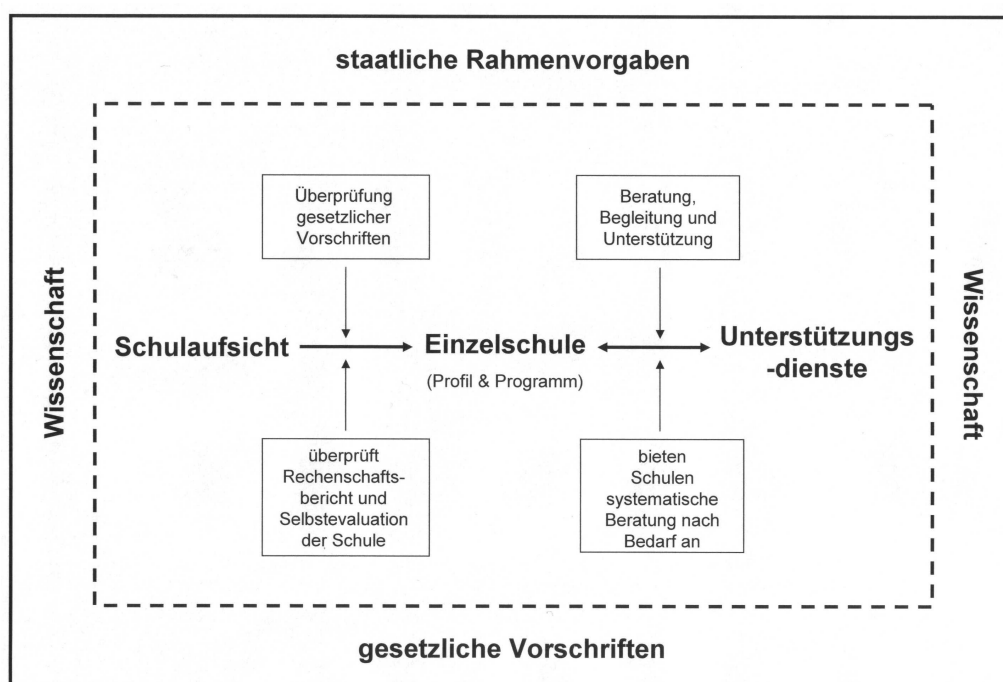 staatliche Rahmenvorgaben
Wissenschaft
Überprüfung
gesetzlicher
Vorschriften
Beratung,
Begleitung und
Unterstützung
Schulaufsicht
Einzelschule
(Profil & Programm)
Unterstützungs
-dienste
überprüft
Rechenschafts-
bericht und
Selbstevaluation
der Schule
bieten
Schulen
systematische
Beratung nach
Bedarf an
Wissenschaft
gesetzliche Vorschriften